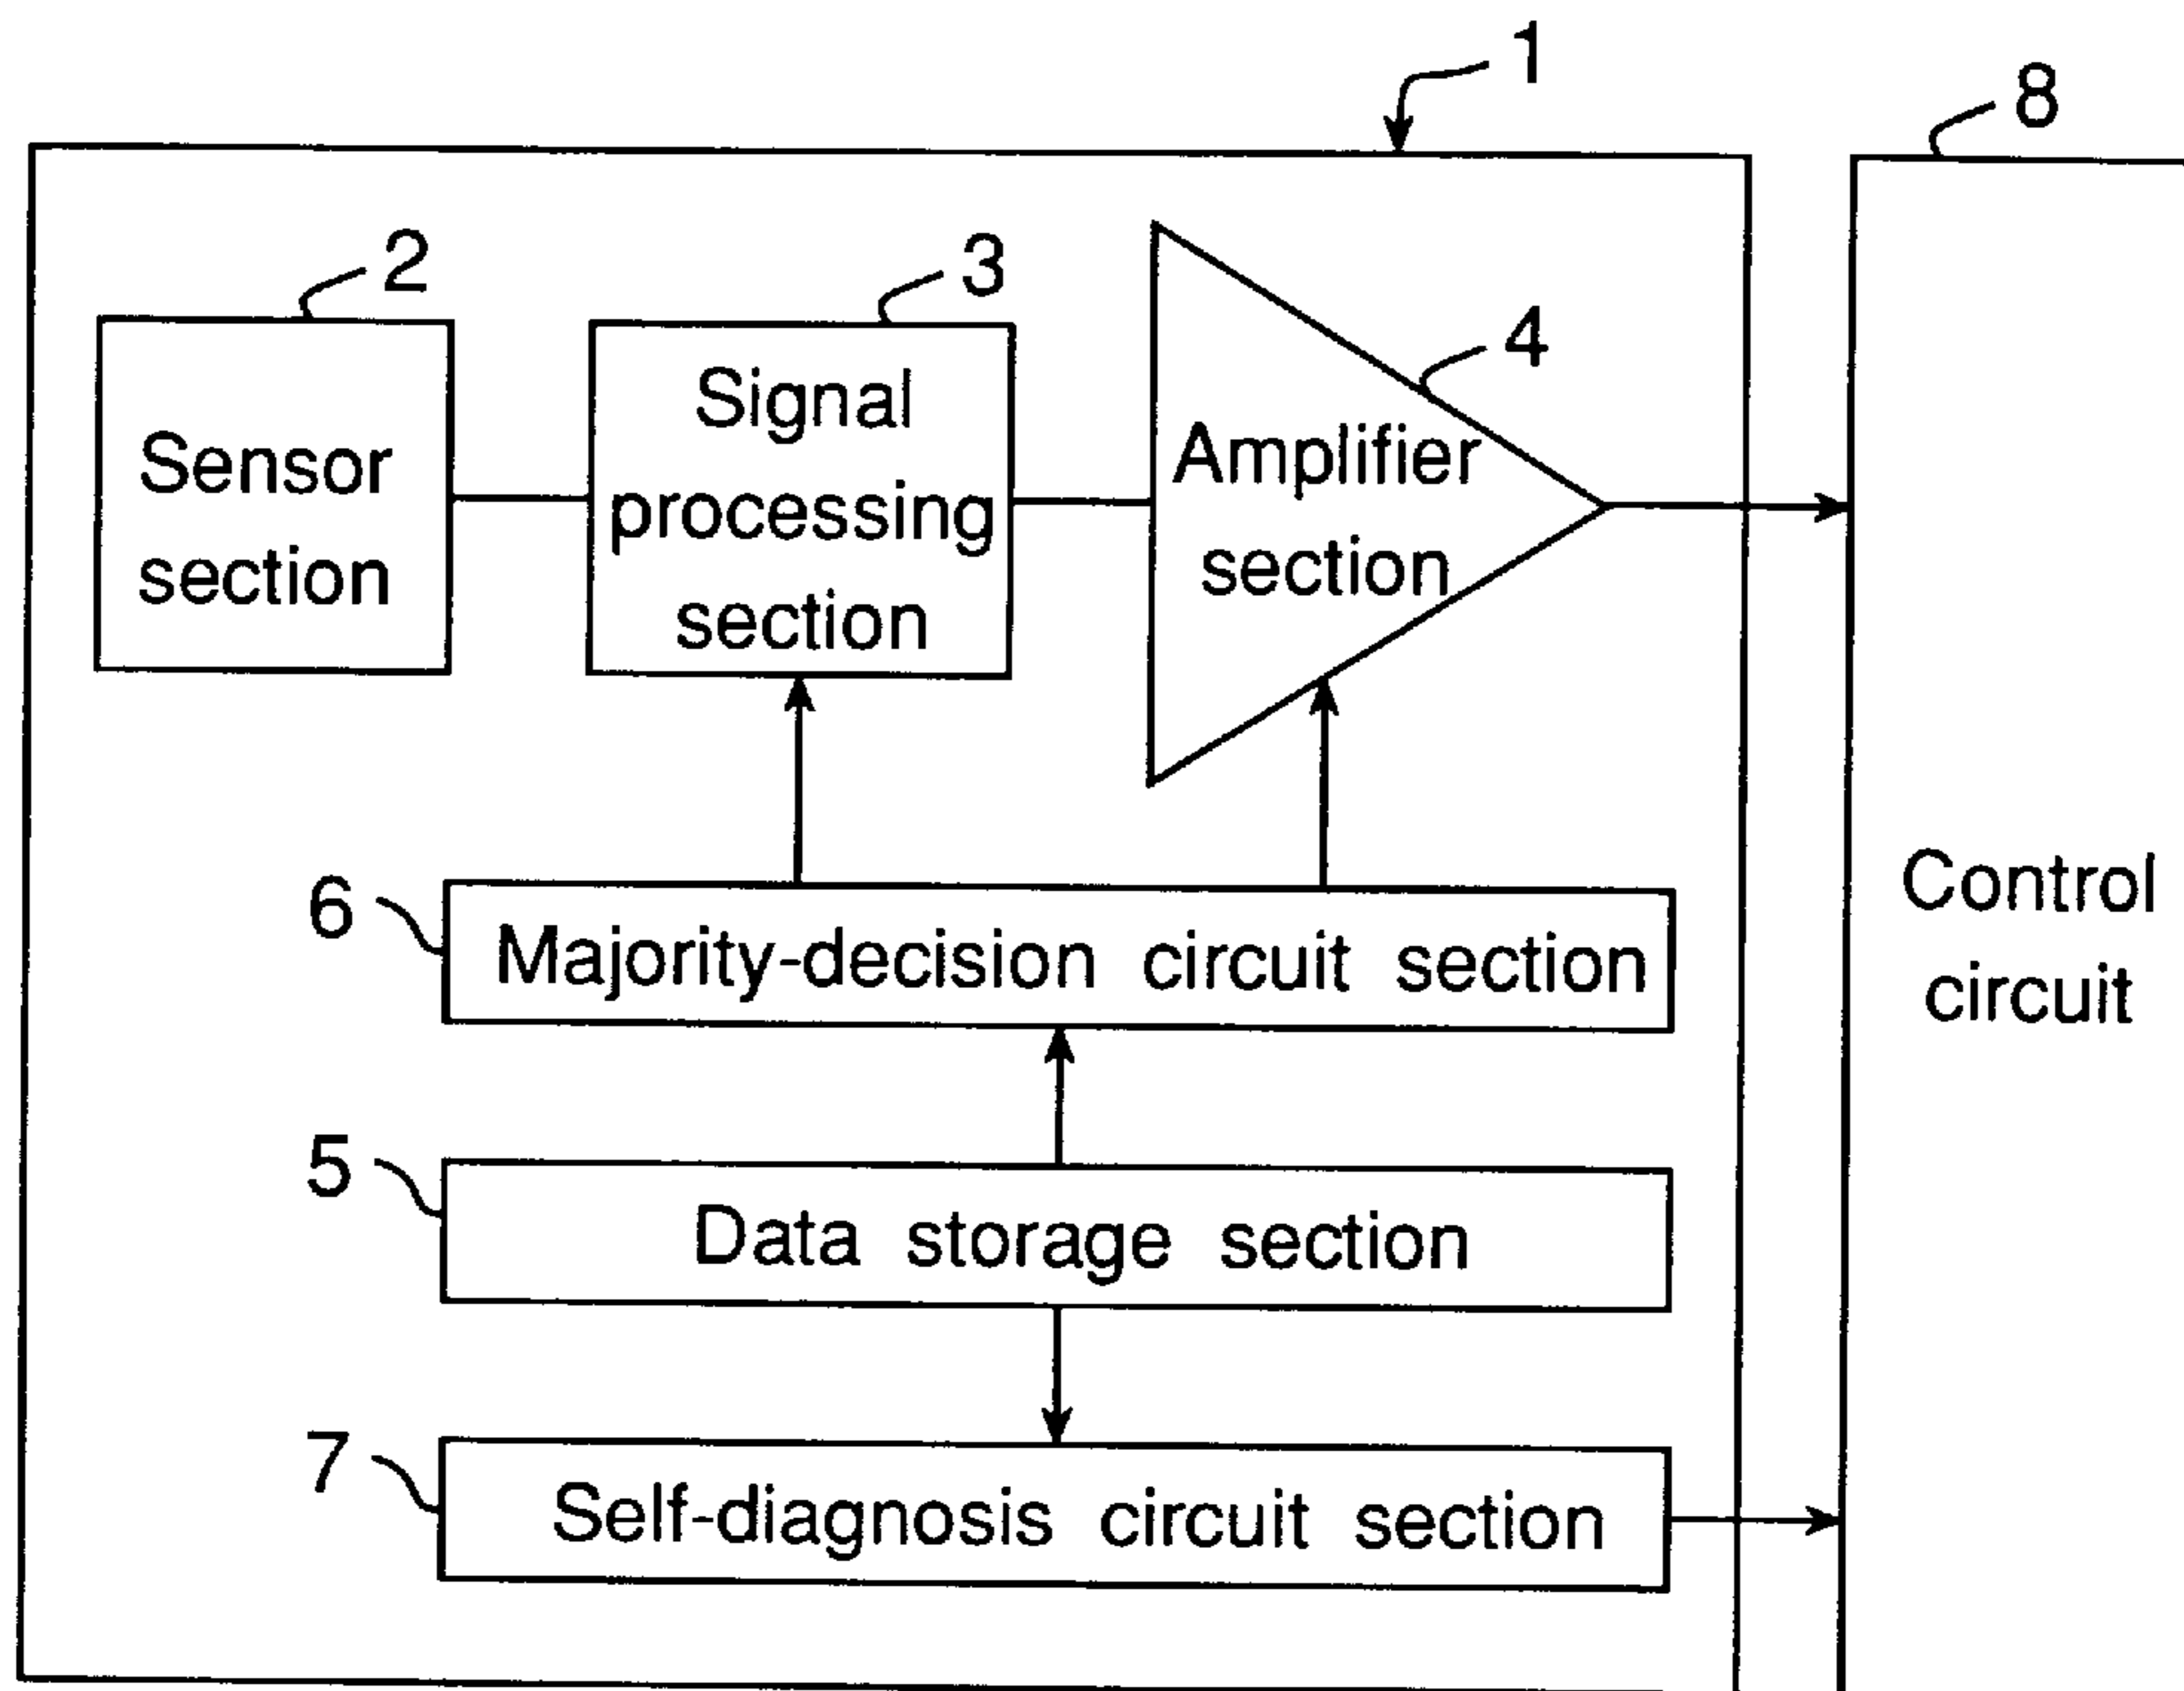 1
8
2
3
4
Sensor
section
Signal
processing
section
Amplifier
section
6
Majority-decision circuit section
Control
circuit
5
Data storage section
7
Self-diagnosis circuit section